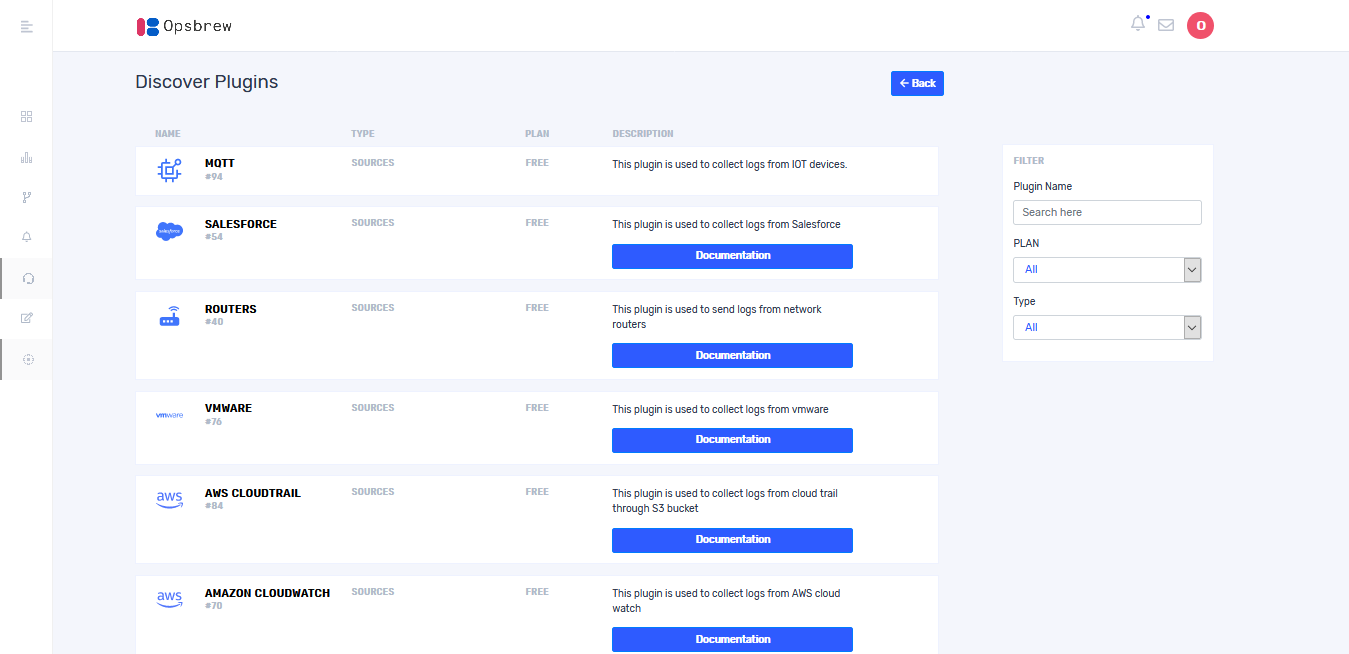 Opsbrew
O
Discover Plugins
Back
NAME TYPE PLAN DESCRIPTION
MQTT SOURCES FREE This plugin is used to collect logs from IOT devices.
#94
SALESFORCE SOURCES FREE This plugin is used to collect logs from Salesforce
#54
salesforce
Documentation
ROUTERS SOURCES FREE This plugin is used to send logs from network
#40
routers
Documentation
vmware
VMWARE SOURCES FREE This plugin is used to collect logs from vmware
#76
Documentation
aws
AWS CLOUDTRAIL SOURCES FREE This plugin is used to collect logs from cloud trail
#84
through S3 bucket
Documentation
aws
AMAZON CLOUDWATCH SOURCES FREE This plugin is used to collect logs from AWS cloud
#70
watch
Documentation
FILTER
Plugin Name
Search here
PLAN
All
Type
All